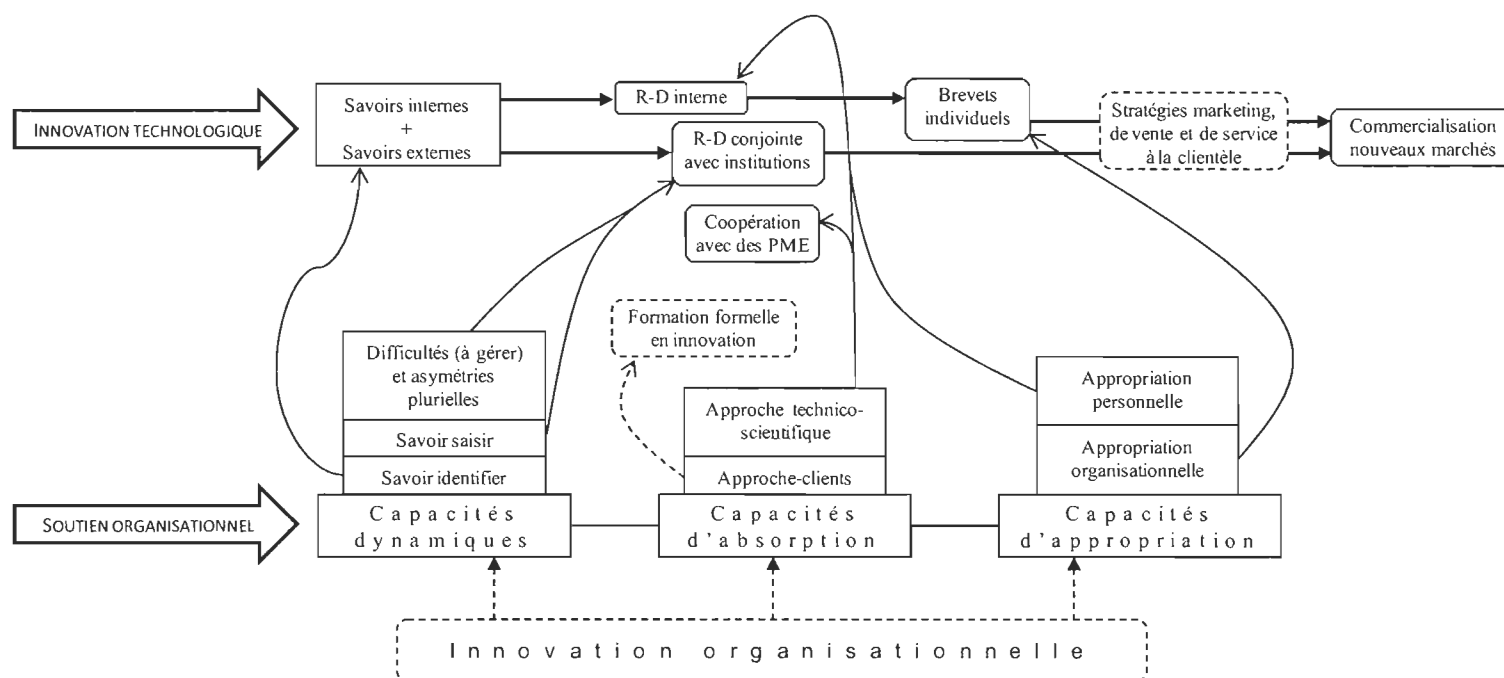 INNOVATION TECHNOLOGIQUE
Savoirs internes
+
Savoirs externes
R-D interne
R-D conjointe
avec institutions
Brevets
individuels
Stratégies marketing,
de vente et de service
à la clientèle
Commercialisation
nouveaux marchés
Coopération
avec des PME
Formation formelle
en innovation
Difficultés (à gérer)
et asymétries
plurielles
Savoir saisir
Savoir identifier
Approche technico-
scientifique
Approche-clients
Appropriation
personnelle
Appropriation
organisationnelle
SOUTIEN ORGANISATIONNEL
Capacités
dynamiques
Capacités
d'absorption
Capacités
d'appropriation
Innovation organisationnelle